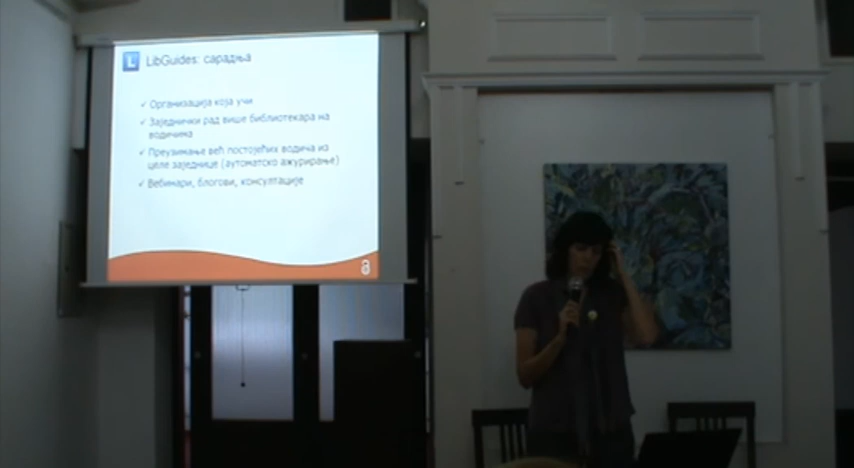 L LibGuides: сарадња
✓ Организација која учи
✓ Заједнички рад више библиотекара на
водичима
✓ Преузимање већ постојећих водича из
целе заједнице (аутоматско ажурирање)
✓ Вебинари, блогови, консултације